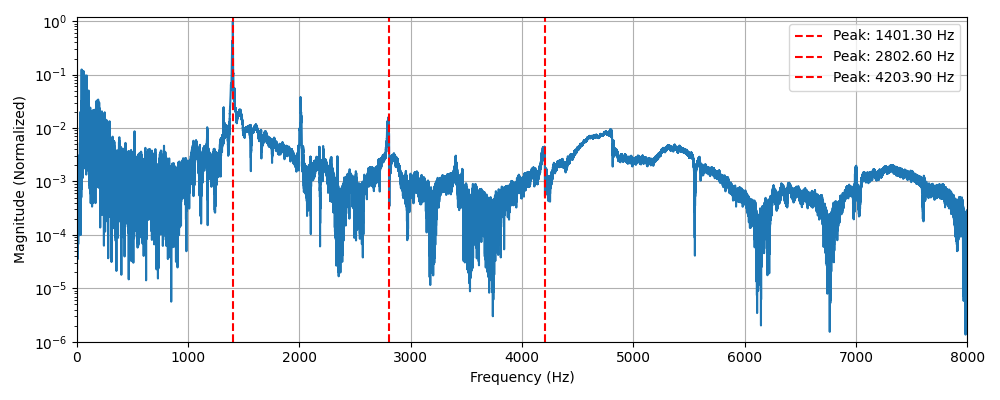 10⁰
10⁻¹
10⁻²
10⁻³
10⁻⁴
10⁻⁵
10⁻⁶
Magnitude (Normalized)
Peak: 1401.30 Hz
Peak: 2802.60 Hz
Peak: 4203.90 Hz
0 1000 2000 3000 4000 5000 6000 7000 8000
Frequency (Hz)